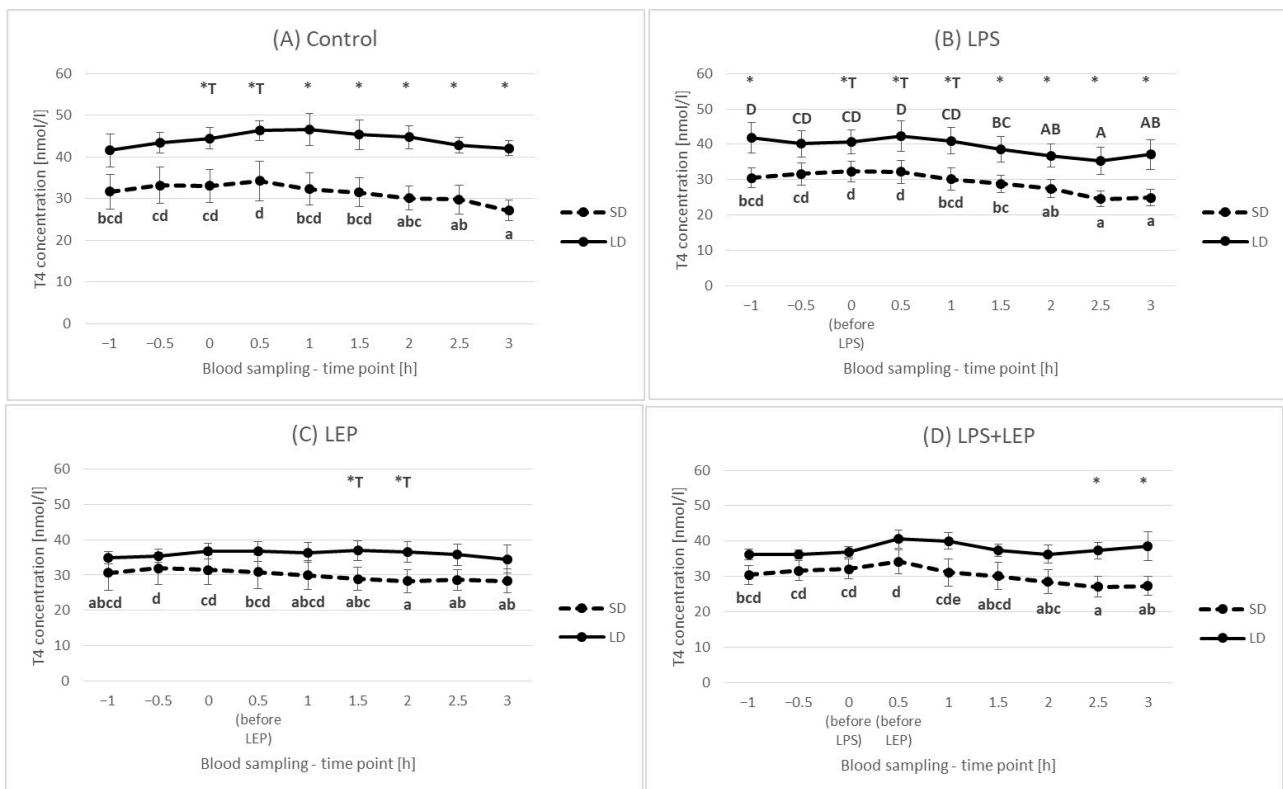 (A) Control
60
50
40
30
20
10
0
T4 concentration [nmol/l]
*T *T * * * * *
bcd cd cd d bcd bcd abc ab a
−1 −0.5 0 0.5 1 1.5 2 2.5 3
Blood sampling - time point [h]
SD
LD
(B) LPS
60
50
40
30
20
10
0
T4 concentration [nmol/l]
* *T *T *T * * * *
D CD CD D CD BC AB A AB
bcd cd d d bcd bc ab a a
−1 −0.5 0 0.5 1 1.5 2 2.5 3
(before
LPS)
Blood sampling - time point [h]
SD
LD
(C) LEP
60
50
40
30
20
10
0
T4 concentration [nmol/l]
*T *T
abcd d cd bcd abcd abc a ab ab
−1 −0.5 0 0.5 1 1.5 2 2.5 3
(before
LEP)
Blood sampling - time point [h]
SD
LD
(D) LPS+LEP
60
50
40
30
20
10
0
T4 concentration [nmol/l]
* *
bcd cd cd d cde abcd abc a ab
−1 −0.5 0 0.5 1 1.5 2 2.5 3
(before (before
LPS) LEP)
Blood sampling - time point [h]
SD
LD